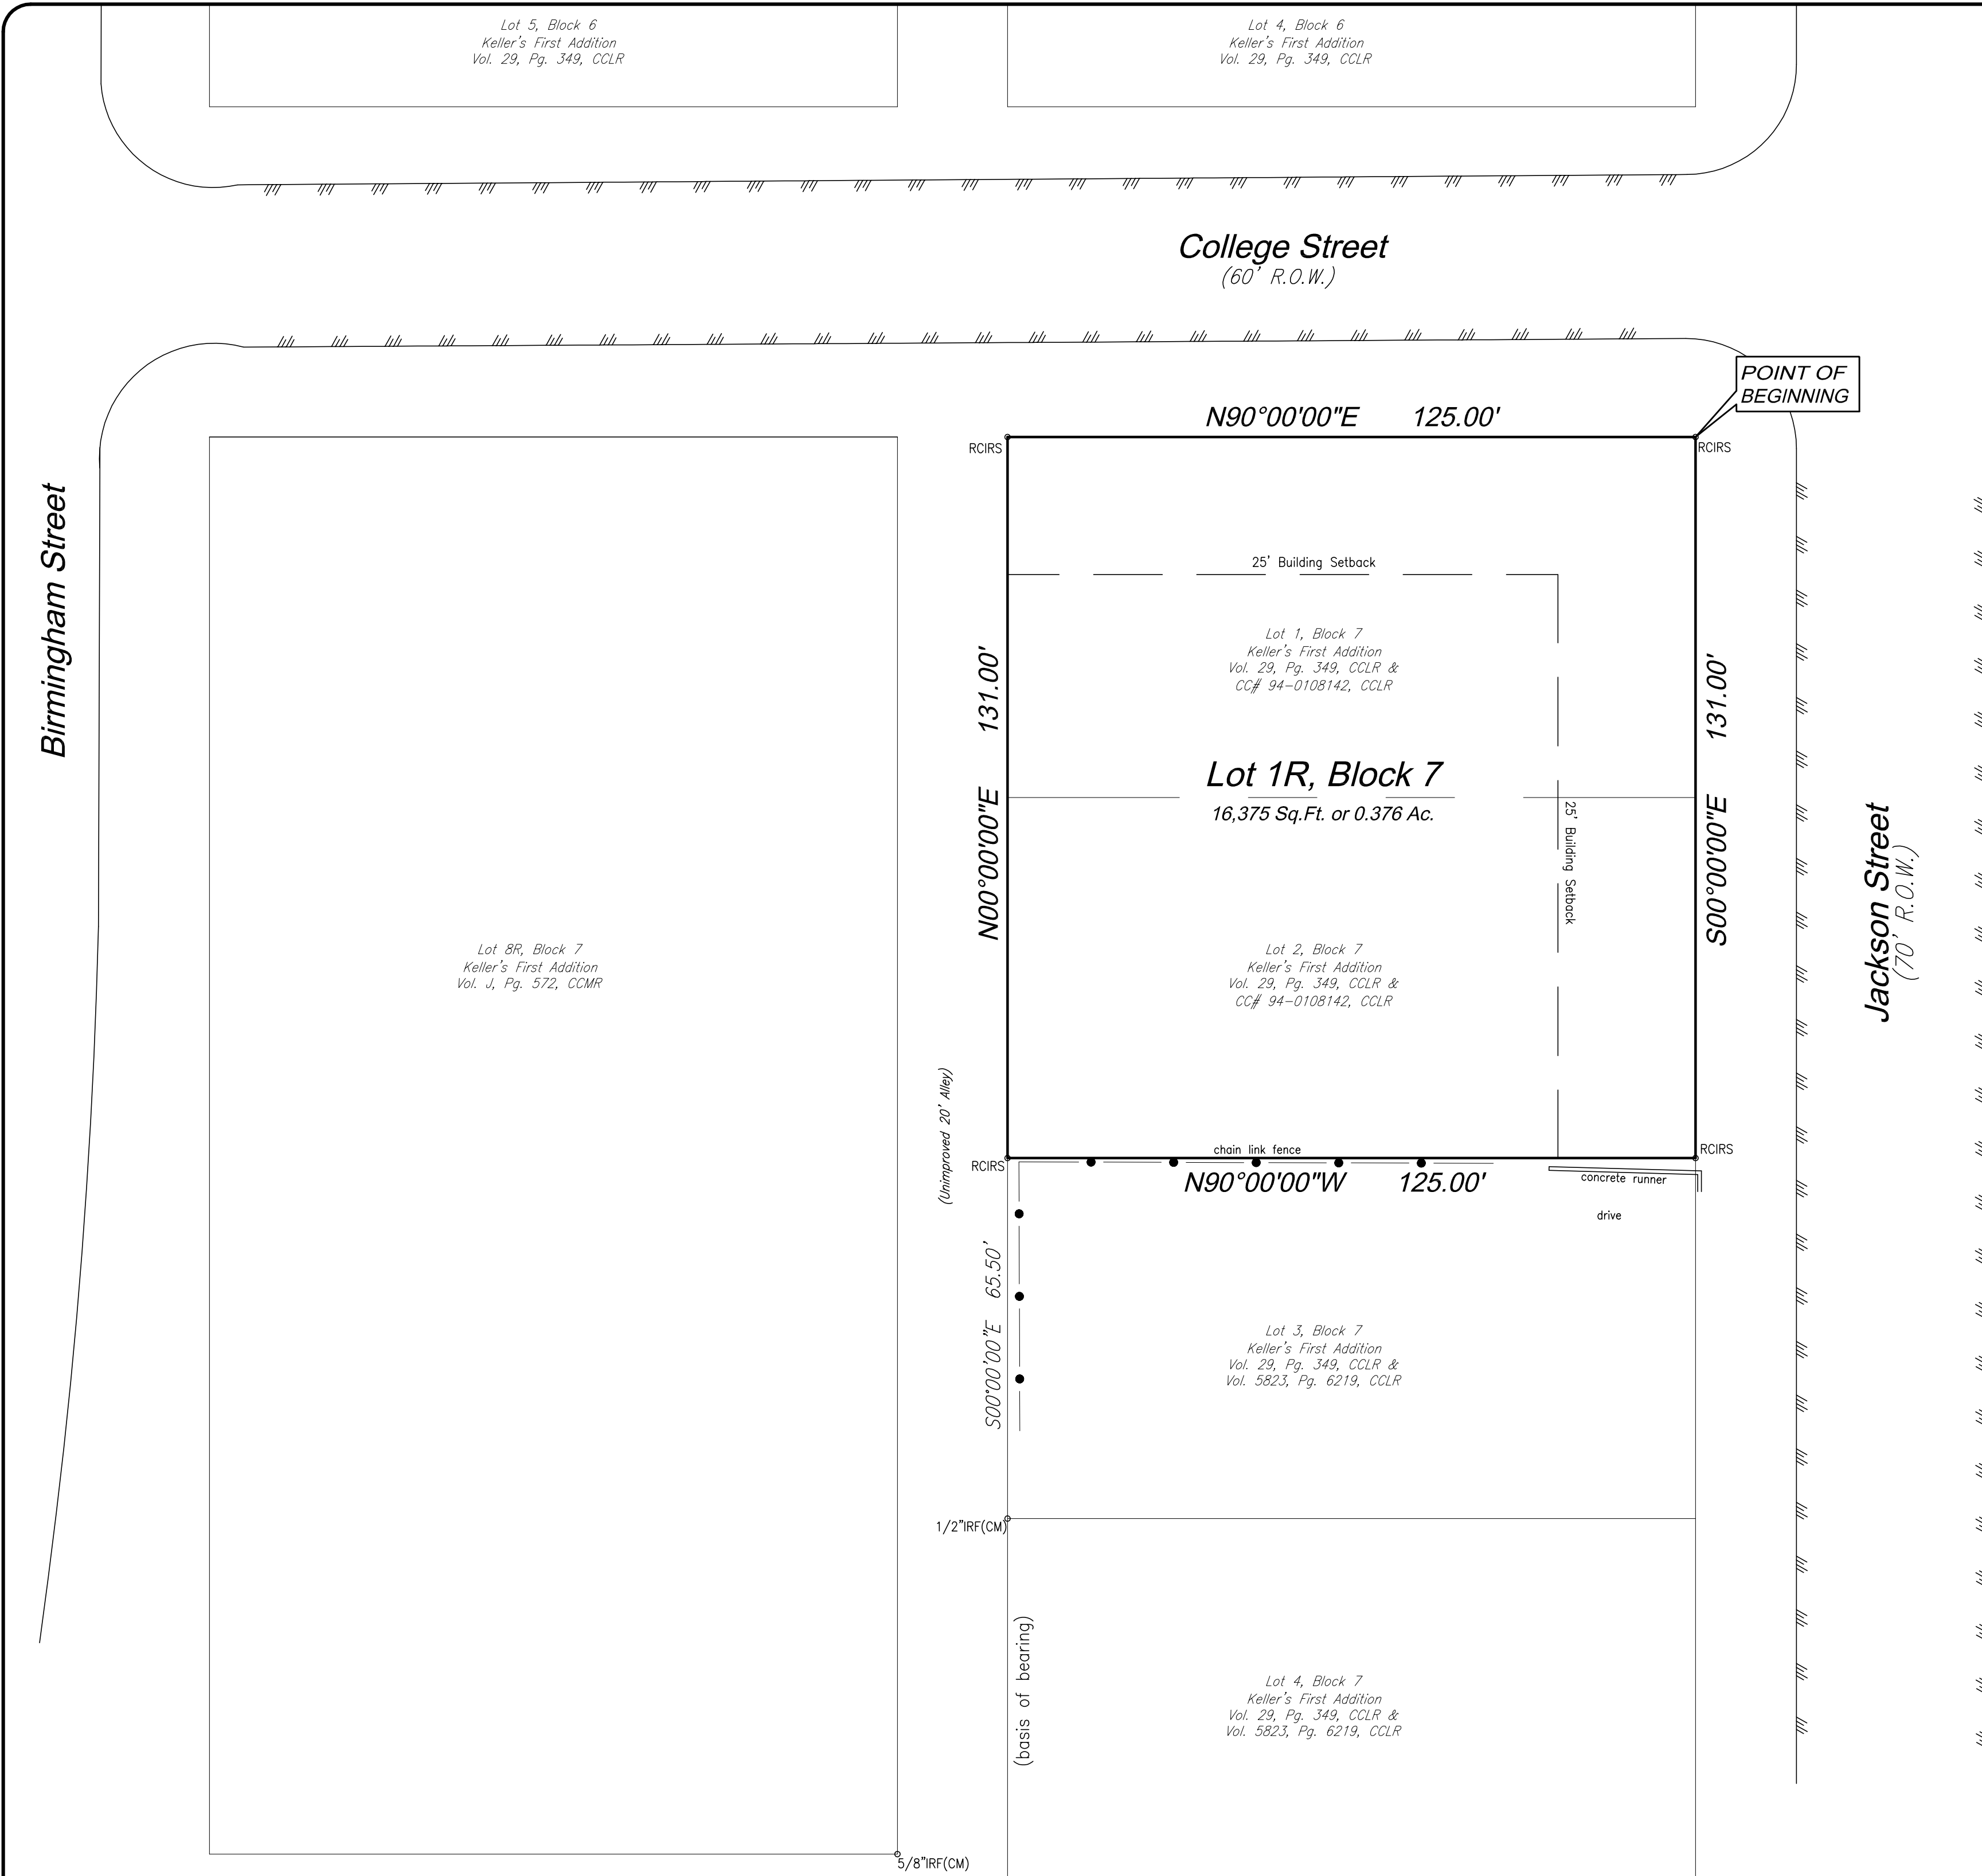 Lot 5, Block 6
Keller's First Addition
Vol. 29, Pg. 349, CCLR
Lot 4, Block 6
Keller's First Addition
Vol. 29, Pg. 349, CCLR
College Street
(60' R.O.W.)
POINT OF
BEGINNING
N90°00'00"E 125.00'
RCIRS
RCIRS
Birmingham Street
25' Building Setback
Lot 1, Block 7
Keller's First Addition
Vol. 29, Pg. 349, CCLR &
CC# 94-0108142, CCLR
N00°00'00"E 131.00'
S00°00'00"E 131.00'
Lot 1R, Block 7
16,375 Sq.Ft. or 0.376 Ac.
25' Building Setback
Jackson Street
(70' R.O.W.)
Lot 8R, Block 7
Keller's First Addition
Vol. J, Pg. 572, CCMR
Lot 2, Block 7
Keller's First Addition
Vol. 29, Pg. 349, CCLR &
CC# 94-0108142, CCLR
(Unimproved 20' Alley)
chain link fence
RCIRS
RCIRS
N90°00'00"W 125.00'
concrete runner
drive
S00°00'00"E 65.50'
Lot 3, Block 7
Keller's First Addition
Vol. 29, Pg. 349, CCLR &
Vol. 5823, Pg. 6219, CCLR
1/2"IRF(CM)
(basis of bearing)
Lot 4, Block 7
Keller's First Addition
Vol. 29, Pg. 349, CCLR &
Vol. 5823, Pg. 6219, CCLR
5/8"IRF(CM)